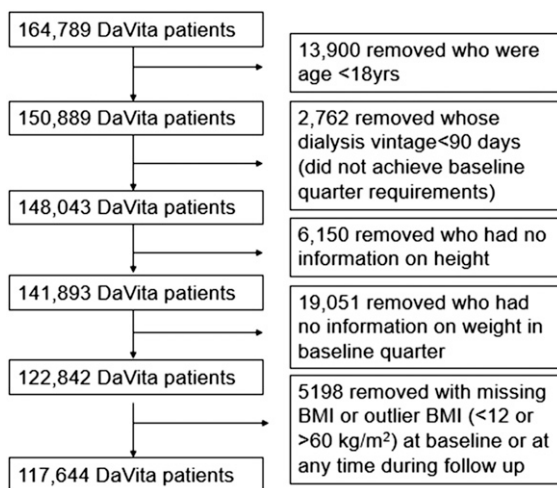 164,789 DaVita patients
13,900 removed who were
age <18yrs
150,889 DaVita patients
2,762 removed whose
dialysis vintage<90 days
(did not achieve baseline
quarter requirements)
148,043 DaVita patients
6,150 removed who had no
information on height
141,893 DaVita patients
19,051 removed who had
no information on weight in
baseline quarter
122,842 DaVita patients
5198 removed with missing
BMI or outlier BMI (<12 or
>60 kg/m²) at baseline or at
any time during follow up
117,644 DaVita patients